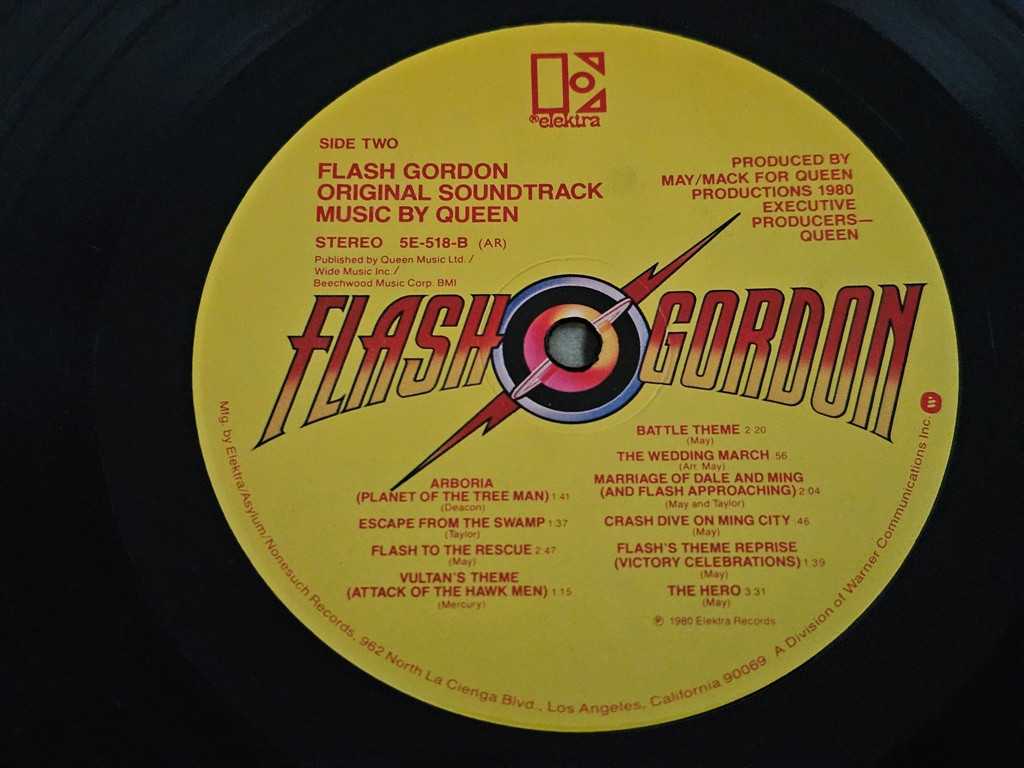 ®elektra
SIDE TWO
FLASH GORDON
ORIGINAL SOUNDTRACK
MUSIC BY QUEEN
STEREO 5E-518-B (AR)
Published by Queen Music Ltd./
Wide Music Inc./
Beechwood Music Corp. BMI
PRODUCED BY
MAY/MACK FOR QUEEN
PRODUCTIONS 1980
EXECUTIVE
PRODUCERS—
QUEEN
FLASH GORDON
ARBORIA
(PLANET OF THE TREE MAN) 1:41
(Deacon)
ESCAPE FROM THE SWAMP 1:37
(Taylor)
FLASH TO THE RESCUE 2:47
(May)
VULTAN'S THEME
(ATTACK OF THE HAWK MEN) 1:15
(Mercury)
BATTLE THEME 2:20
(May)
THE WEDDING MARCH :56
(Arr. May)
MARRIAGE OF DALE AND MING
(AND FLASH APPROACHING) 2:04
(May and Taylor)
CRASH DIVE ON MING CITY :46
(May)
FLASH'S THEME REPRISE
(VICTORY CELEBRATIONS) 1:39
(May)
THE HERO 3:31
(May)
℗ 1980 Elektra Records
Mfg. by Elektra/Asylum/Nonesuch Records, 962 North La Cienga Blvd., Los Angeles, California 90069 A Division of Warner Communications Inc.